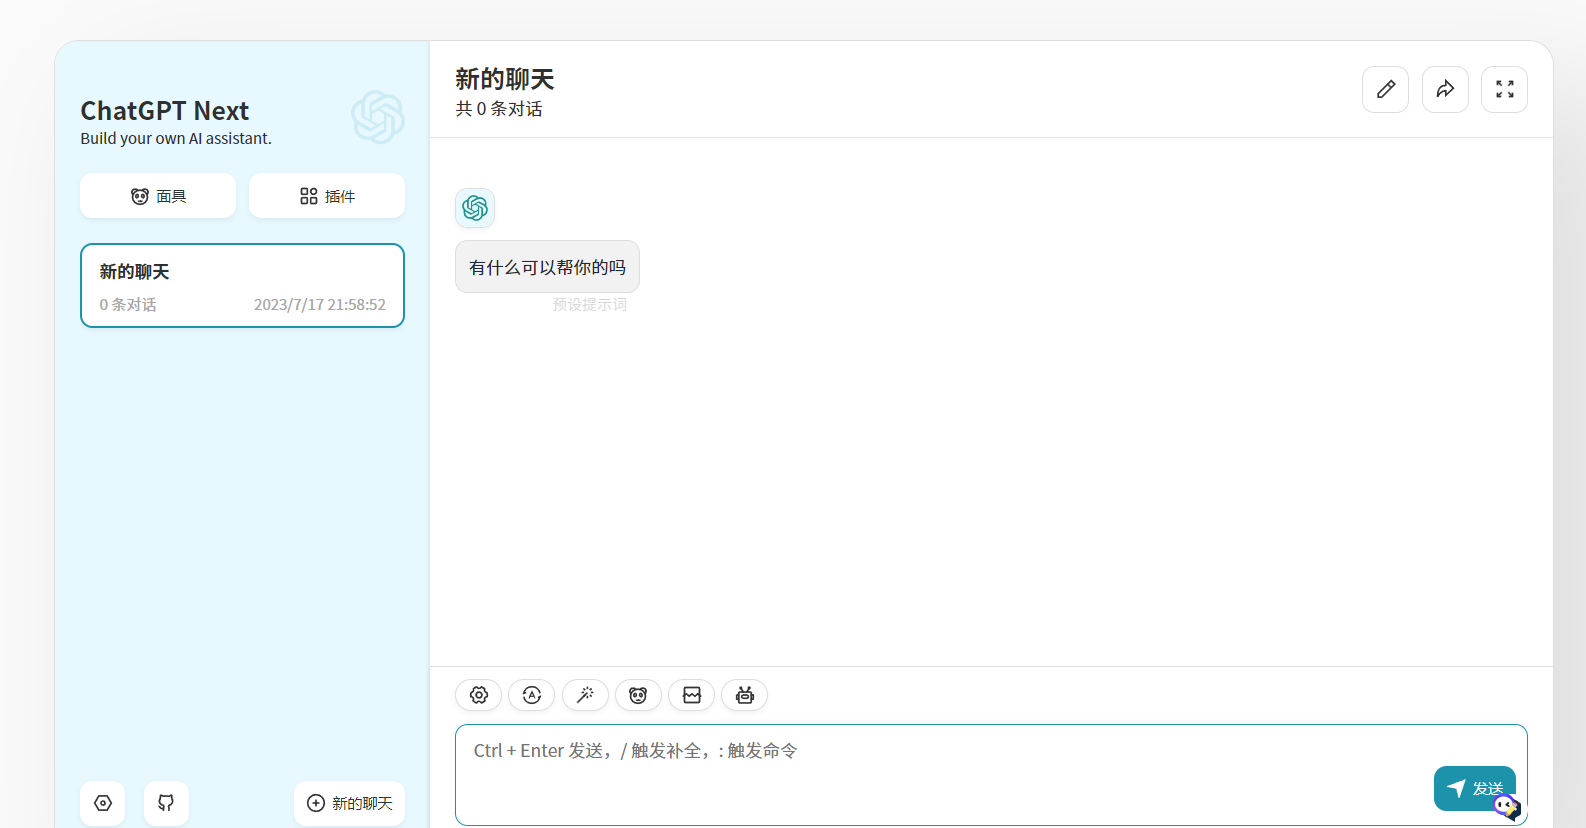 ChatGPT Next
Build your own AI assistant.
面具
插件
新的聊天
0 条对话
2023/7/17 21:58:52
新的聊天
新的聊天
共 0 条对话
有什么可以帮你的吗
预设提示词
Ctrl + Enter 发送，/ 触发补全，: 触发命令
发送